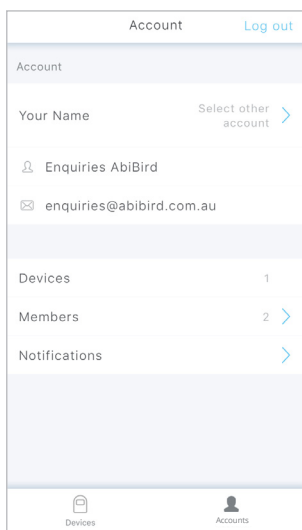 Account Log out
Account
Your Name Select other
account
Enquiries AbiBird
enquiries@abibird.com.au
Devices 1
Members 2
Notifications
Devices Accounts